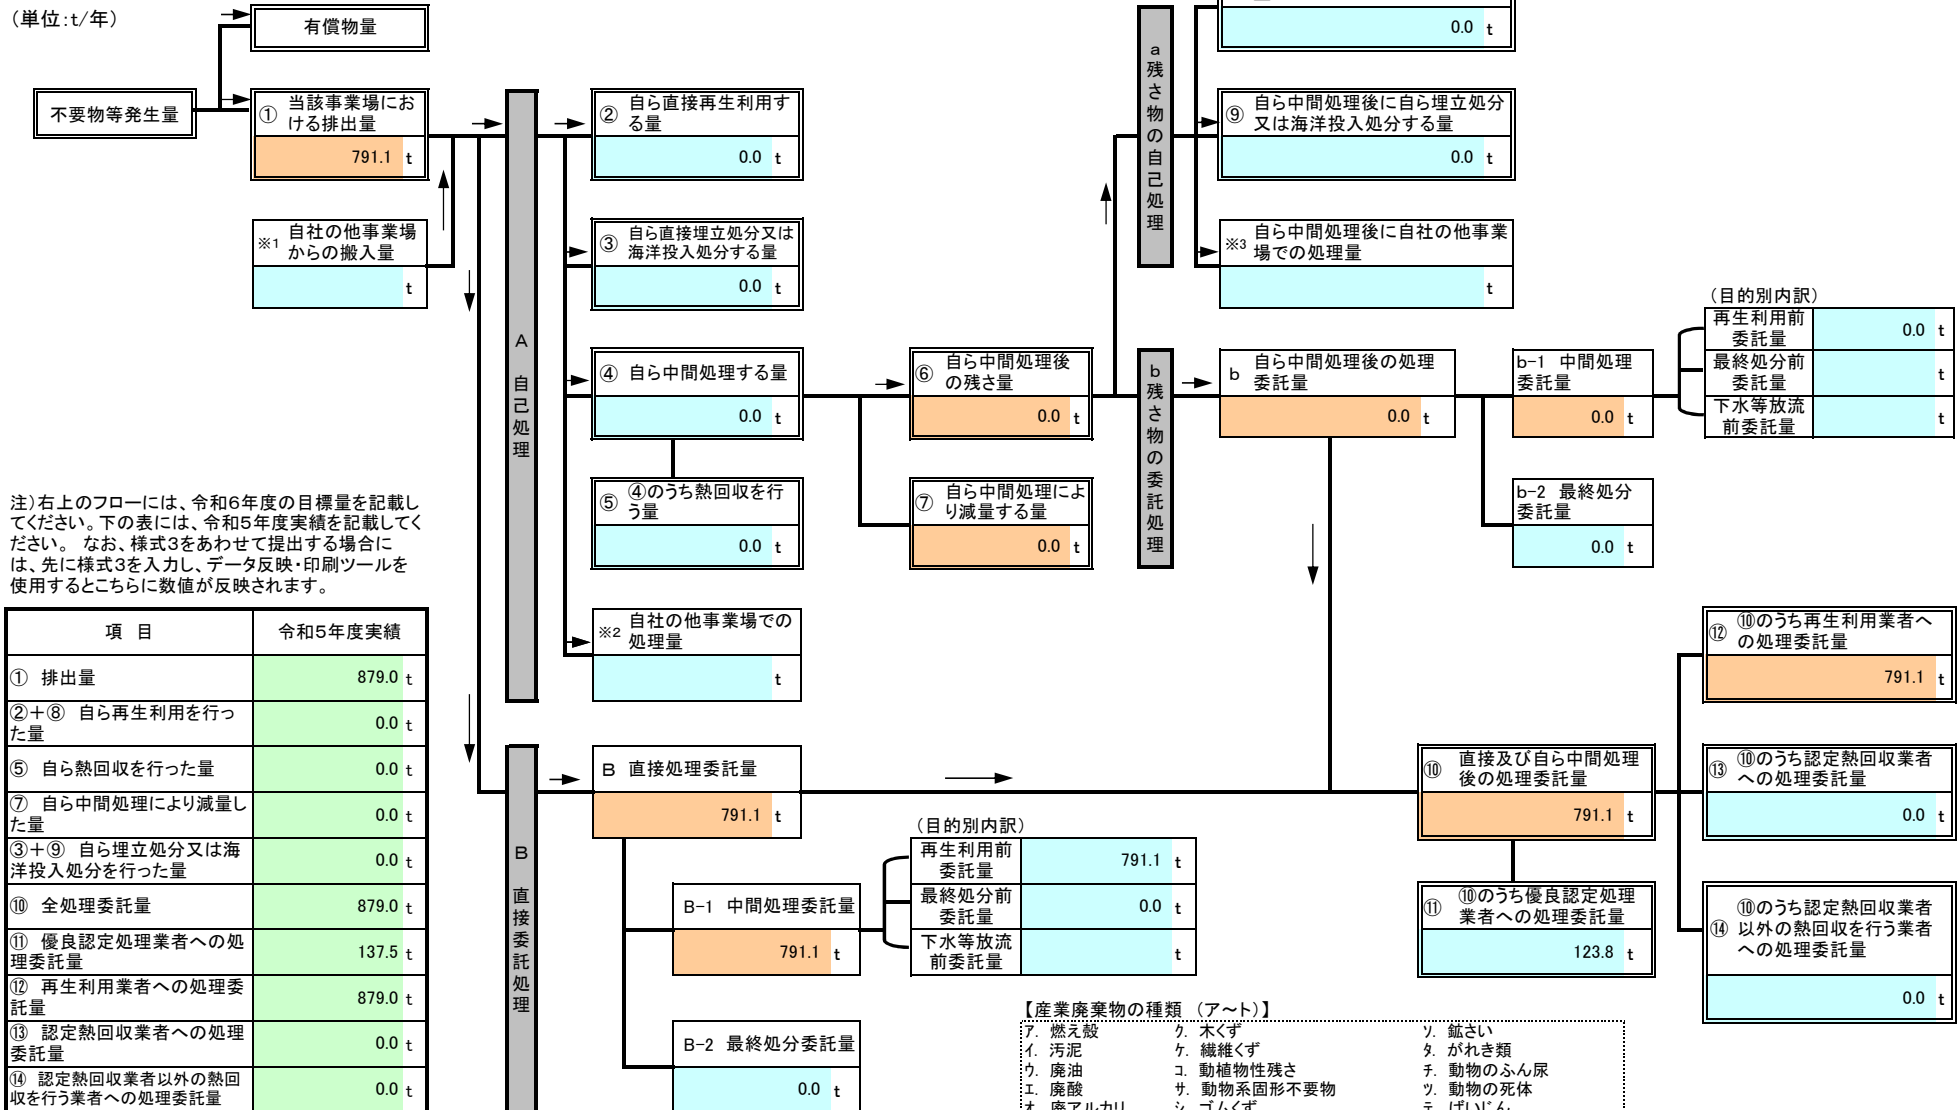 （単位：t/年）
有償物量
不要物等発生量
① 当該事業場にお
ける排出量
791.1 t
※1 自社の他事業場
からの搬入量
t
A 自己処理
② 自ら直接再生利用す
る量
0.0 t
③ 自ら直接埋立処分又は
海洋投入処分する量
0.0 t
④ 自ら中間処理する量
0.0 t
⑤ ④のうち熱回収を行
う量
0.0 t
※2 自社の他事業場での
処理量
t
⑥ 自ら中間処理後
の残さ量
0.0 t
⑦ 自ら中間処理によ
り減量する量
0.0 t
a 残さ物の自己処理
0.0 t
⑨ 自ら中間処理後に自ら埋立処分
又は海洋投入処分する量
0.0 t
※3 自ら中間処理後に自社の他事業
場での処理量
t
b 残さ物の委託処理
b 自ら中間処理後の処理
委託量
0.0 t
b-1 中間処理
委託量
0.0 t
b-2 最終処分
委託量
0.0 t
（目的別内訳）
再生利用前
委託量
0.0 t
最終処分前
委託量
t
下水等放流
前委託量
t
注）右上のフローには、令和６年度の目標量を記載し
てください。下の表には、令和５年度実績を記載してく
ださい。 なお、様式３をあわせて提出する場合に
は、先に様式３を入力し、データ反映・印刷ツールを
使用するとこちらに数値が反映されます。
項 目 令和５年度実績
① 排出量 879.0 t
②＋⑧ 自ら再生利用を行っ
た量
0.0 t
⑤ 自ら熱回収を行った量 0.0 t
⑦ 自ら中間処理により減量し
た量
0.0 t
③＋⑨ 自ら埋立処分又は海
洋投入処分を行った量
0.0 t
⑩ 全処理委託量 879.0 t
⑪ 優良認定処理業者への処
理委託量
137.5 t
⑫ 再生利用業者への処理委
託量
879.0 t
⑬ 認定熱回収業者への処理
委託量
0.0 t
⑭ 認定熱回収業者以外の熱回
収を行う業者への処理委託量
0.0 t
B 直接委託処理
B 直接処理委託量
791.1 t
B-1 中間処理委託量
791.1 t
B-2 最終処分委託量
0.0 t
（目的別内訳）
再生利用前
委託量
791.1 t
最終処分前
委託量
0.0 t
下水等放流
前委託量
t
⑩ 直接及び自ら中間処理
後の処理委託量
791.1 t
⑪ ⑩のうち優良認定処理
業者への処理委託量
123.8 t
⑫ ⑩のうち再生利用業者へ
の処理委託量
791.1 t
⑬ ⑩のうち認定熱回収業者
への処理委託量
0.0 t
⑭ ⑩のうち認定熱回収業者
以外の熱回収を行う業者
への処理委託量
0.0 t
【産業廃棄物の種類 （ア～ト）】
ア. 燃え殻 ク. 木くず ソ. 鉱さい
イ. 汚泥 ケ. 繊維くず タ. がれき類
ウ. 廃油 コ. 動植物性残さ チ. 動物のふん尿
エ. 廃酸 サ. 動物系固形不要物 ツ. 動物の死体
オ. 廃アルカリ シ. ゴムくず テ. ばいじん